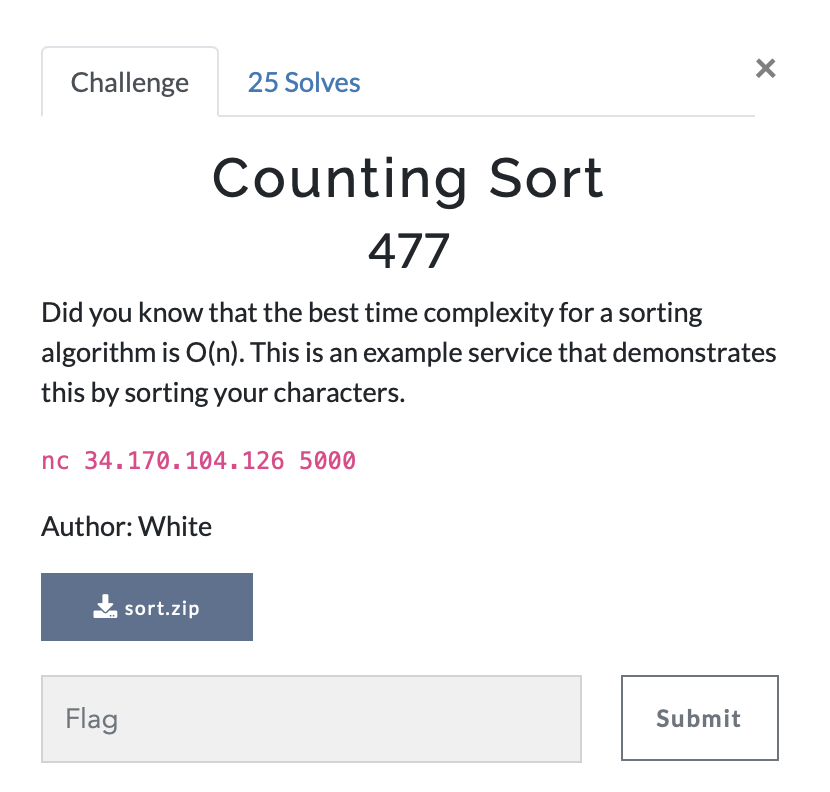 Challenge
25 Solves
×
Counting Sort
477
Did you know that the best time complexity for a sorting
algorithm is O(n). This is an example service that demonstrates
this by sorting your characters.
nc 34.170.104.126 5000
Author: White
sort.zip
Flag
Submit